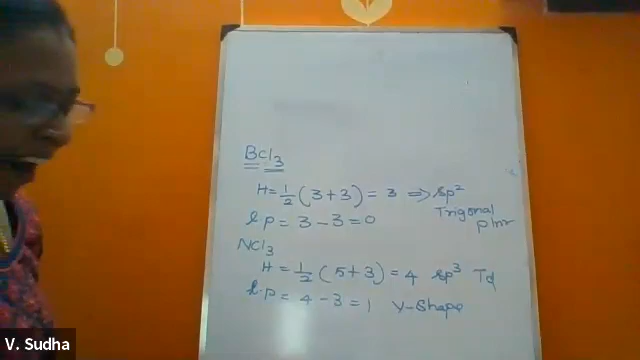 BCl3
H = 1/2 (3+3) = 3 ⇒ sp²
Trigonal
l p = 3 - 3 = 0
NCl3
H = 1/2 (5+3) = 4 sp³ Td
l.p = 4 - 3 = 1 V-Shape
V. Sudha